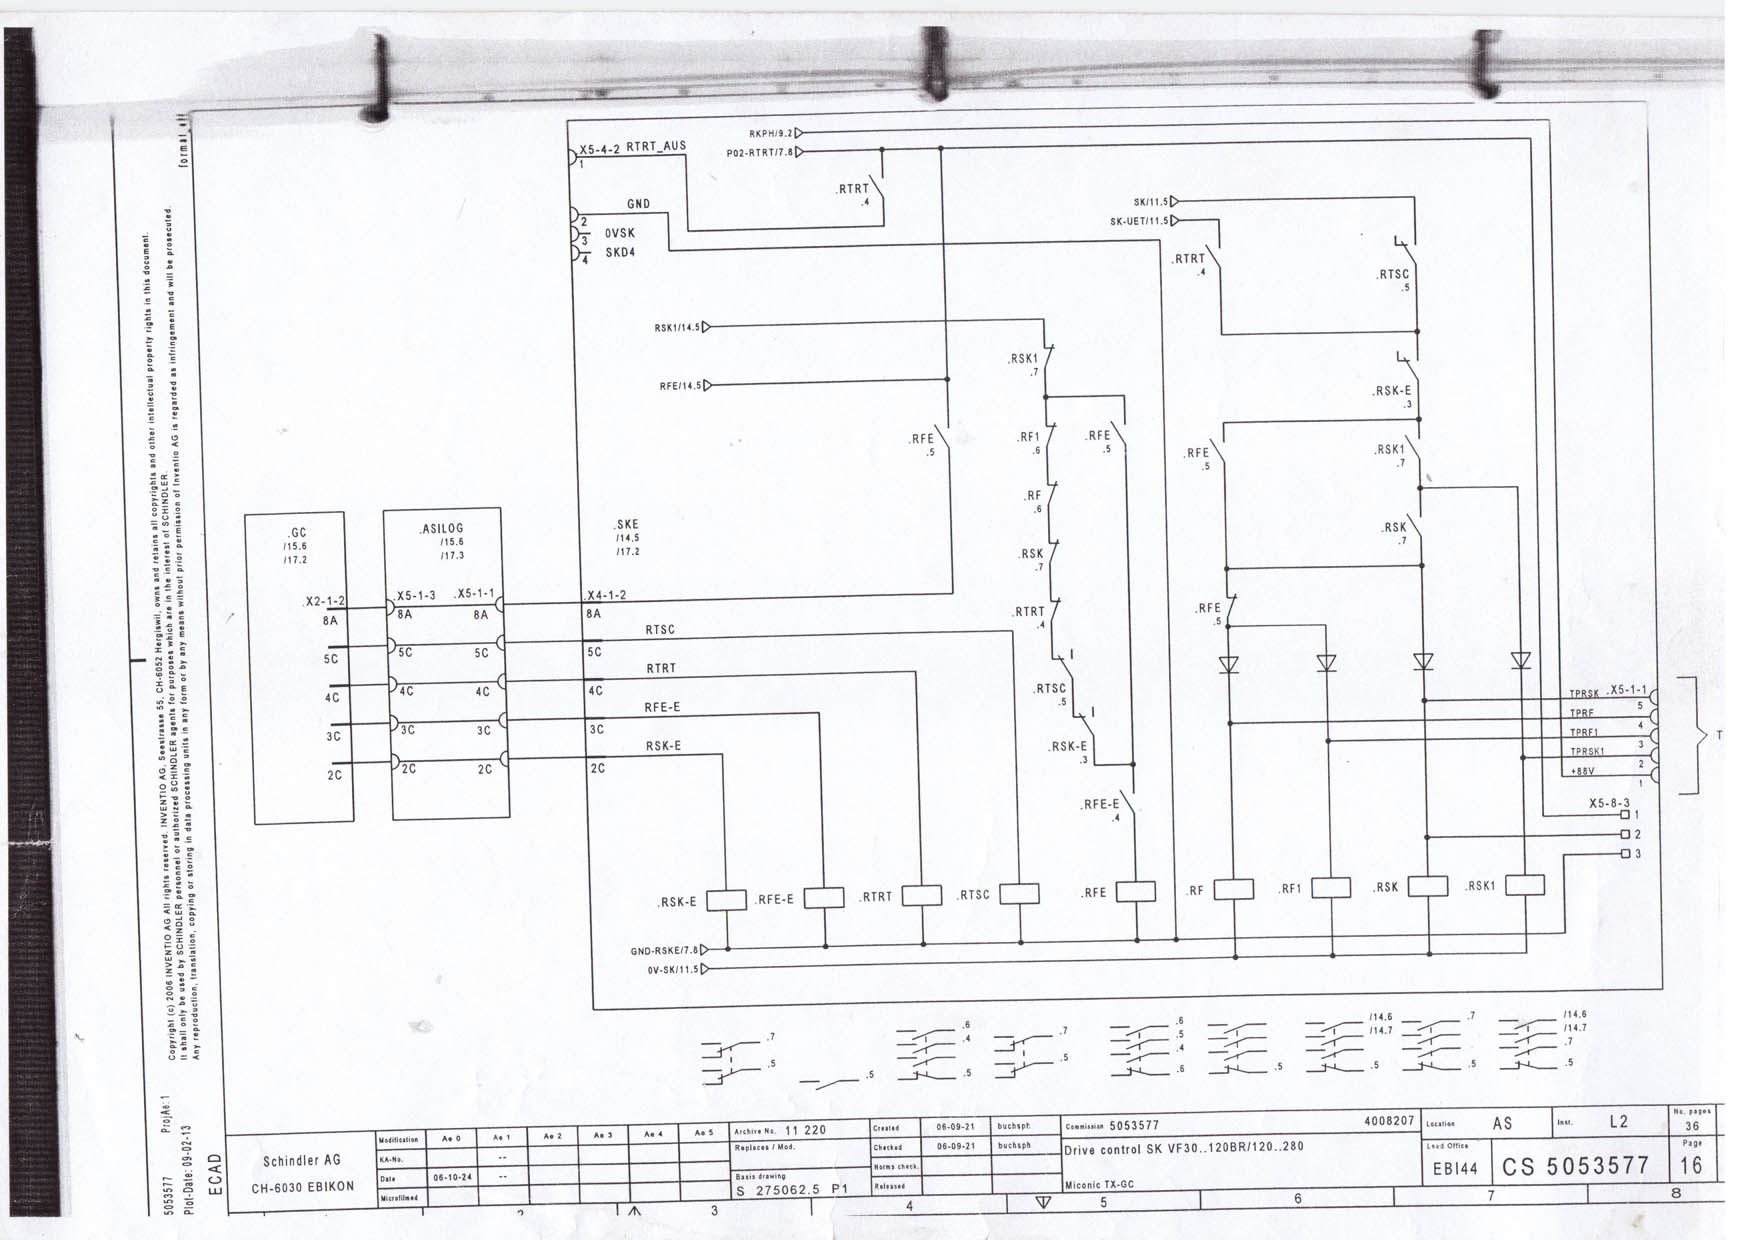 format_all
Copyright (c) 2006 INVENTIO AG All rights reserved. INVENTIO AG, Seestrasse 55, CH-6052 Hergiswil, owns and retains all copyrights and other intellectual property rights in this document.
It shall only be used by SCHINDLER personnel or authorized SCHINDLER agents for purposes which are in the interest of SCHINDLER.
Any reproduction, translation, copying or storing in data processing units in any form or by any means without prior permission of Inventio AG is regarded as infringement and will be prosecuted.
5053577 ProjAe: 1
Plot-Date: 09-02-13
ECAD
X5-4-2 RTRT_AUS
1
GND
2
0VSK
3
SKD4
4
RKPH/9.2
P02-RTRT/7.8
.RTRT
.4
SK/11.5
SK-UET/11.5
.RTRT
.4
.RTSC
.5
RSK1/14.5
.RSK1
.7
.RSK-E
.3
RFE/14.5
.RFE
.5
.RF1
.6
.RFE
.5
.RFE
.5
.RSK1
.7
.RF
.6
.RSK
.7
.RSK
.7
.RTRT
.4
.RFE
.5
.RTSC
.5
.RSK-E
.3
.RFE-E
.4
.GC
/15.6
/17.2
.ASILOG
/15.6
/17.3
.SKE
/14.5
/17.2
.X2-1-2
8A
.X5-1-3
8A
.X5-1-1
8A
.X4-1-2
8A
5C 5C 5C 5C RTSC
4C 4C 4C 4C RTRT
3C 3C 3C 3C RFE-E
2C 2C 2C 2C RSK-E
TPRSK .X5-1-1
5
TPRF
4
TPRF1
3
TPRSK1
2
+88V
1
T
X5-8-3
1
2
3
.RSK-E .RFE-E .RTRT .RTSC .RFE .RF .RF1 .RSK .RSK1
GND-RSKE/7.8
0V-SK/11.5
.7
.5
.5
.6
.4
.5
.7
.5
.6
.5
.4
.6
.5
/14.6
/14.7
.5
.7
.5
/14.6
/14.7
.7
.5
Schindler AG
CH-6030 EBIKON
Modification Ae 0 Ae 1 Ae 2 Ae 3 Ae 4 Ae 5
KA-No. --
Date 06-10-24 --
Microfilmed
Archive No. 11 220
Replaces / Mod.
Basis drawing
S 275062.5 P1
Created 06-09-21 buchsph
Checked 06-09-21 buchsph
Norms check.
Released
Commission 5053577 4008207
Drive control SK VF30..120BR/120..280
Miconic TX-GC
Location AS
Inst. L2
No. pages
36
Lead Office
EBI44
CS 5053577
Page
16
2 3 4 5 6 7 8